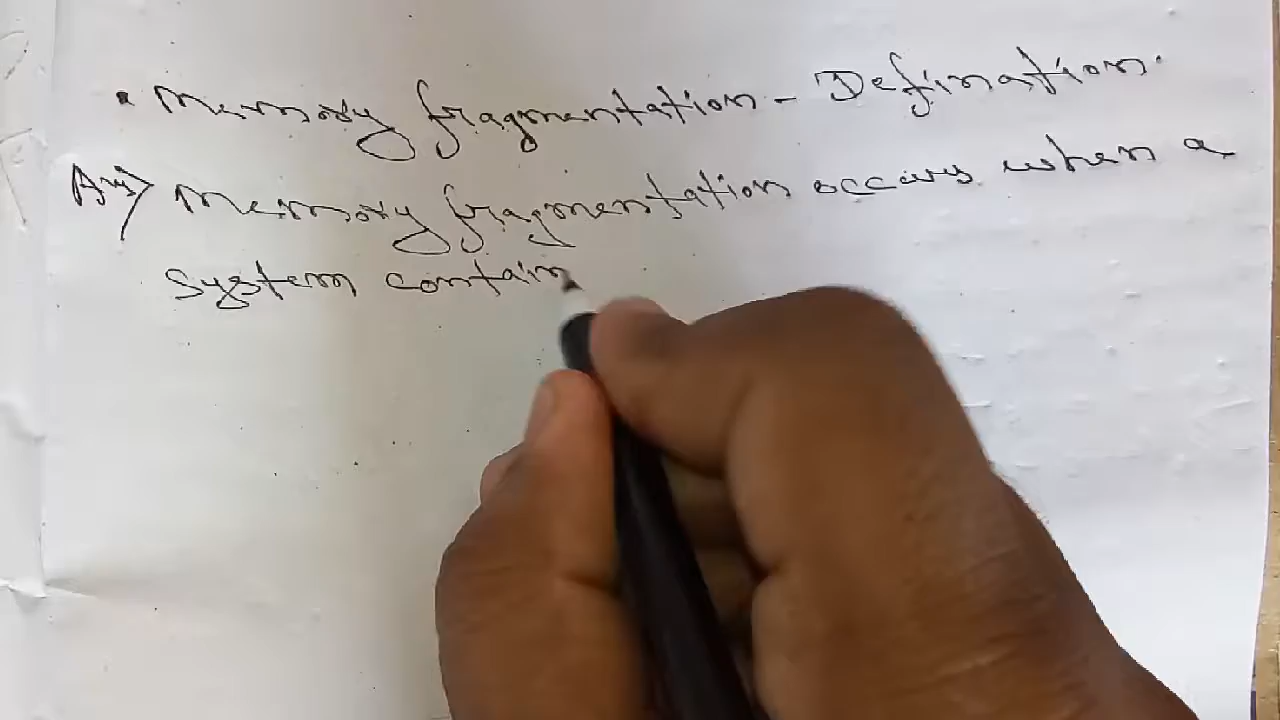 • Memory fragmentation - Defination.
Ans> Memory fragmentation occurs when a
system contain